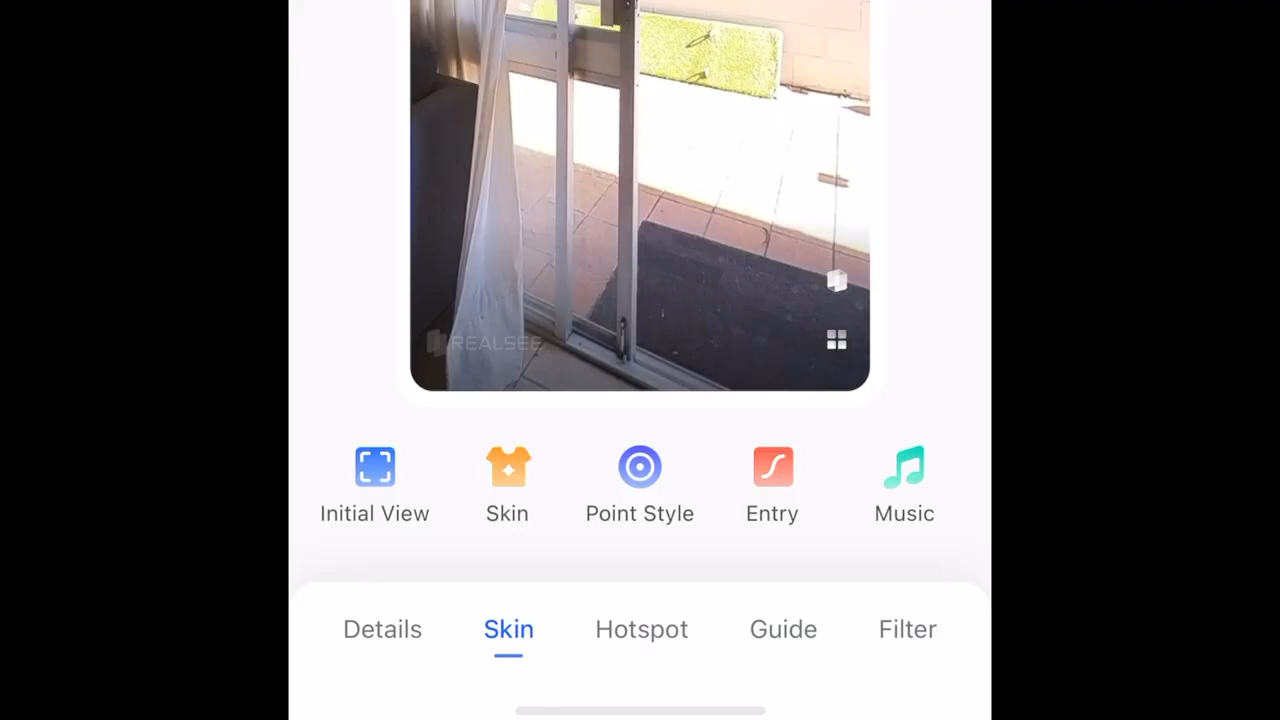 REALSEE
Initial View Skin Point Style Entry Music
Details Skin Hotspot Guide Filter